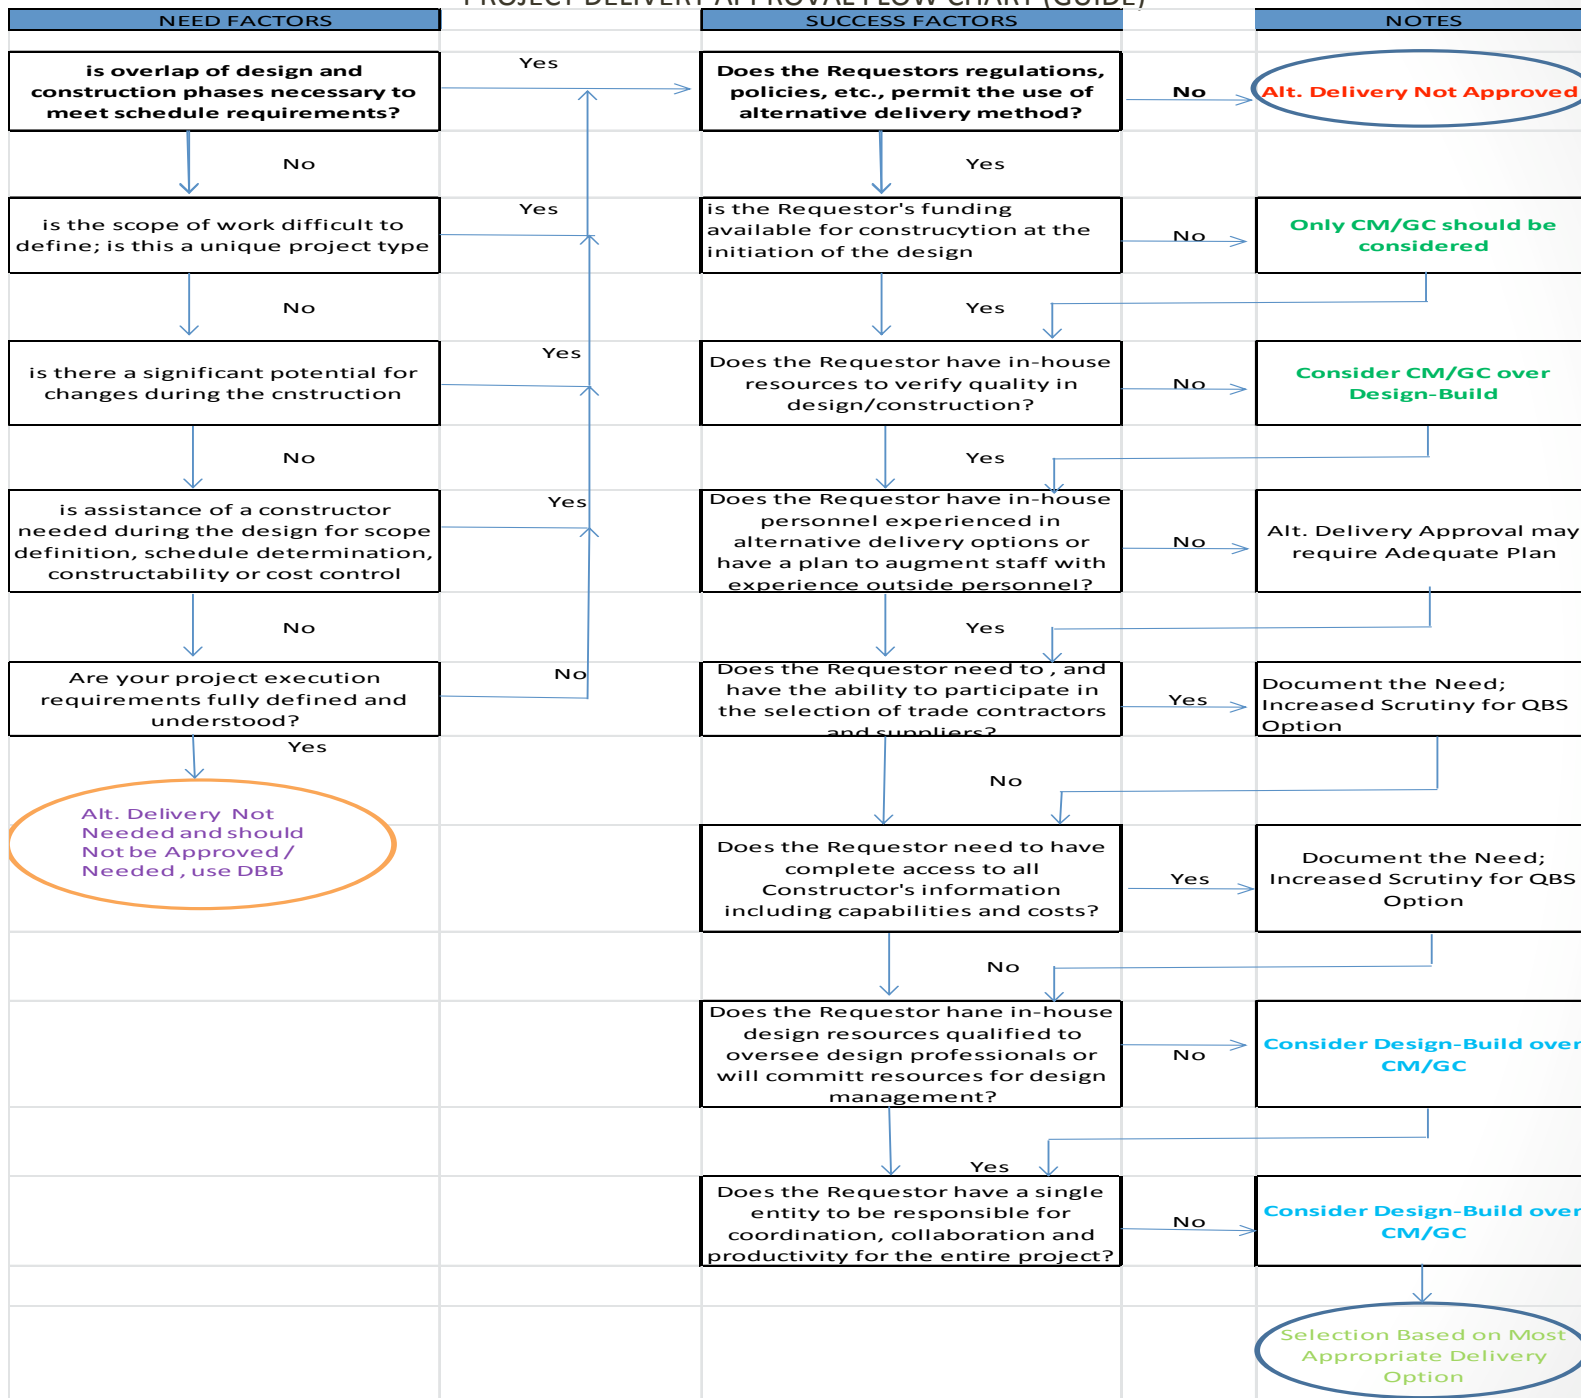 PROJECT DELIVERY APPROVAL FLOW CHART (GUIDE)
NEED FACTORS
SUCCESS FACTORS
NOTES
is overlap of design and
construction phases necessary to
meet schedule requirements?
Yes
Does the Requestors regulations,
policies, etc., permit the use of
alternative delivery method?
No
Alt. Delivery Not Approved
No
Yes
is the scope of work difficult to
define; is this a unique project type
Yes
is the Requestor's funding
available for construcytion at the
initiation of the design
No
Only CM/GC should be
considered
No
Yes
is there a significant potential for
changes during the cnstruction
Yes
Does the Requestor have in-house
resources to verify quality in
design/construction?
No
Consider CM/GC over
Design-Build
No
Yes
is assistance of a constructor
needed during the design for scope
definition, schedule determination,
constructability or cost control
Yes
Does the Requestor have in-house
personnel experienced in
alternative delivery options or
have a plan to augment staff with
experience outside personnel?
No
Alt. Delivery Approval may
require Adequate Plan
No
Yes
Are your project execution
requirements fully defined and
understood?
No
Does the Requestor need to , and
have the ability to participate in
the selection of trade contractors
and suppliers?
Yes
Document the Need;
Increased Scrutiny for QBS
Option
Yes
No
Alt. Delivery Not
Needed and should
Not be Approved /
Needed , use DBB
Does the Requestor need to have
complete access to all
Constructor's information
including capabilities and costs?
Yes
Document the Need;
Increased Scrutiny for QBS
Option
No
Does the Requestor hane in-house
design resources qualified to
oversee design professionals or
will committ resources for design
management?
No
Consider Design-Build over
CM/GC
Yes
Does the Requestor have a single
entity to be responsible for
coordination, collaboration and
productivity for the entire project?
No
Consider Design-Build over
CM/GC
Selection Based on Most
Appropriate Delivery
Option